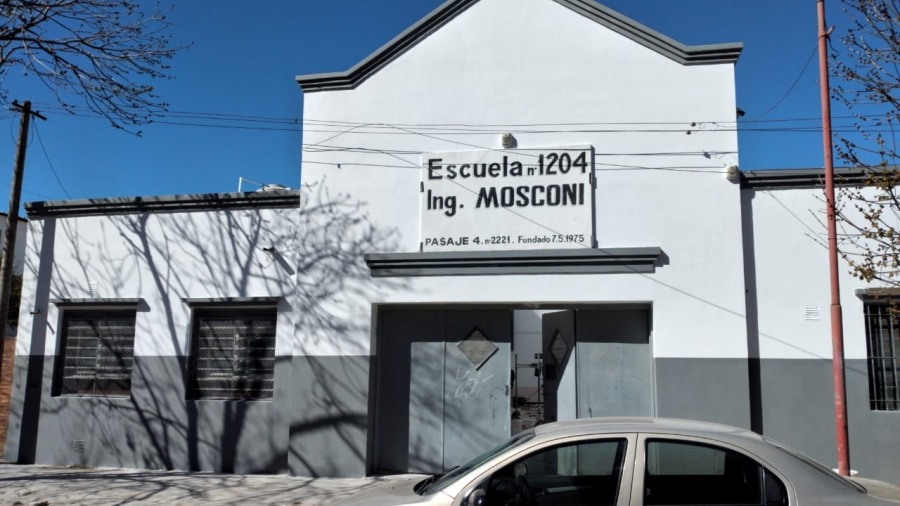 Escuela nº 1204
Ing. MOSCONI
PASAJE 4. nº 2221. Fundado 7.5.1975